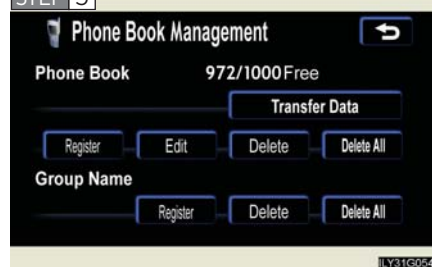 STEP 5
Phone Book Management
Phone Book 972/1000 Free
Transfer Data
Register Edit Delete Delete All
Group Name
Register Delete Delete All
ILY31G054